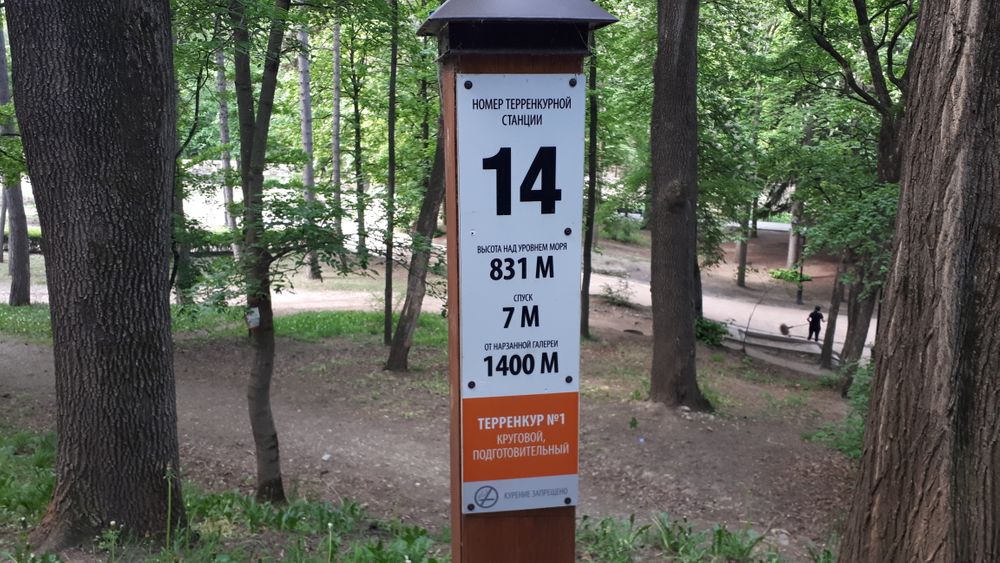 НОМЕР ТЕРРЕНКУРНОЙ
СТАНЦИИ
14
ВЫСОТА НАД УРОВНЕМ МОРЯ
831 М
СПУСК
7 М
ОТ НАРЗАННОЙ ГАЛЕРЕИ
1400 М
ТЕРРЕНКУР №1
КРУГОВОЙ,
ПОДГОТОВИТЕЛЬНЫЙ
КУРЕНИЕ ЗАПРЕЩЕНО